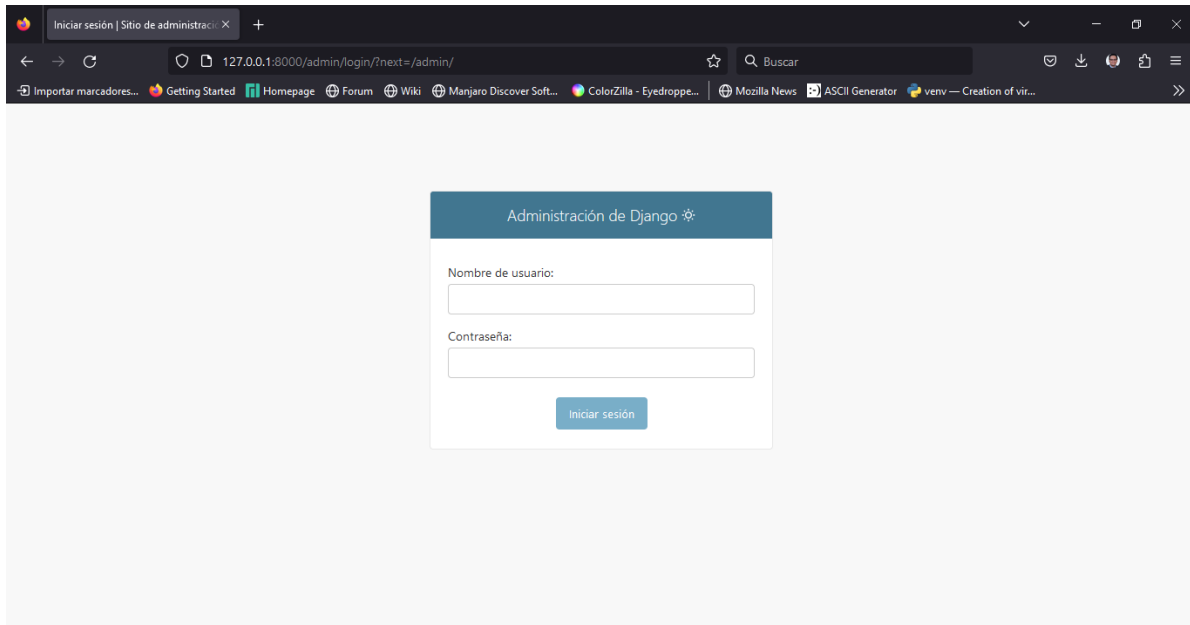 Iniciar sesión | Sitio de administració
127.0.0.1:8000/admin/login/?next=/admin/
Buscar
Importar marcadores... Getting Started Homepage Forum Wiki Manjaro Discover Soft... ColorZilla - Eyedroppe... Mozilla News ASCII Generator venv — Creation of vir...
Administración de Django
Nombre de usuario:
Contraseña:
Iniciar sesión